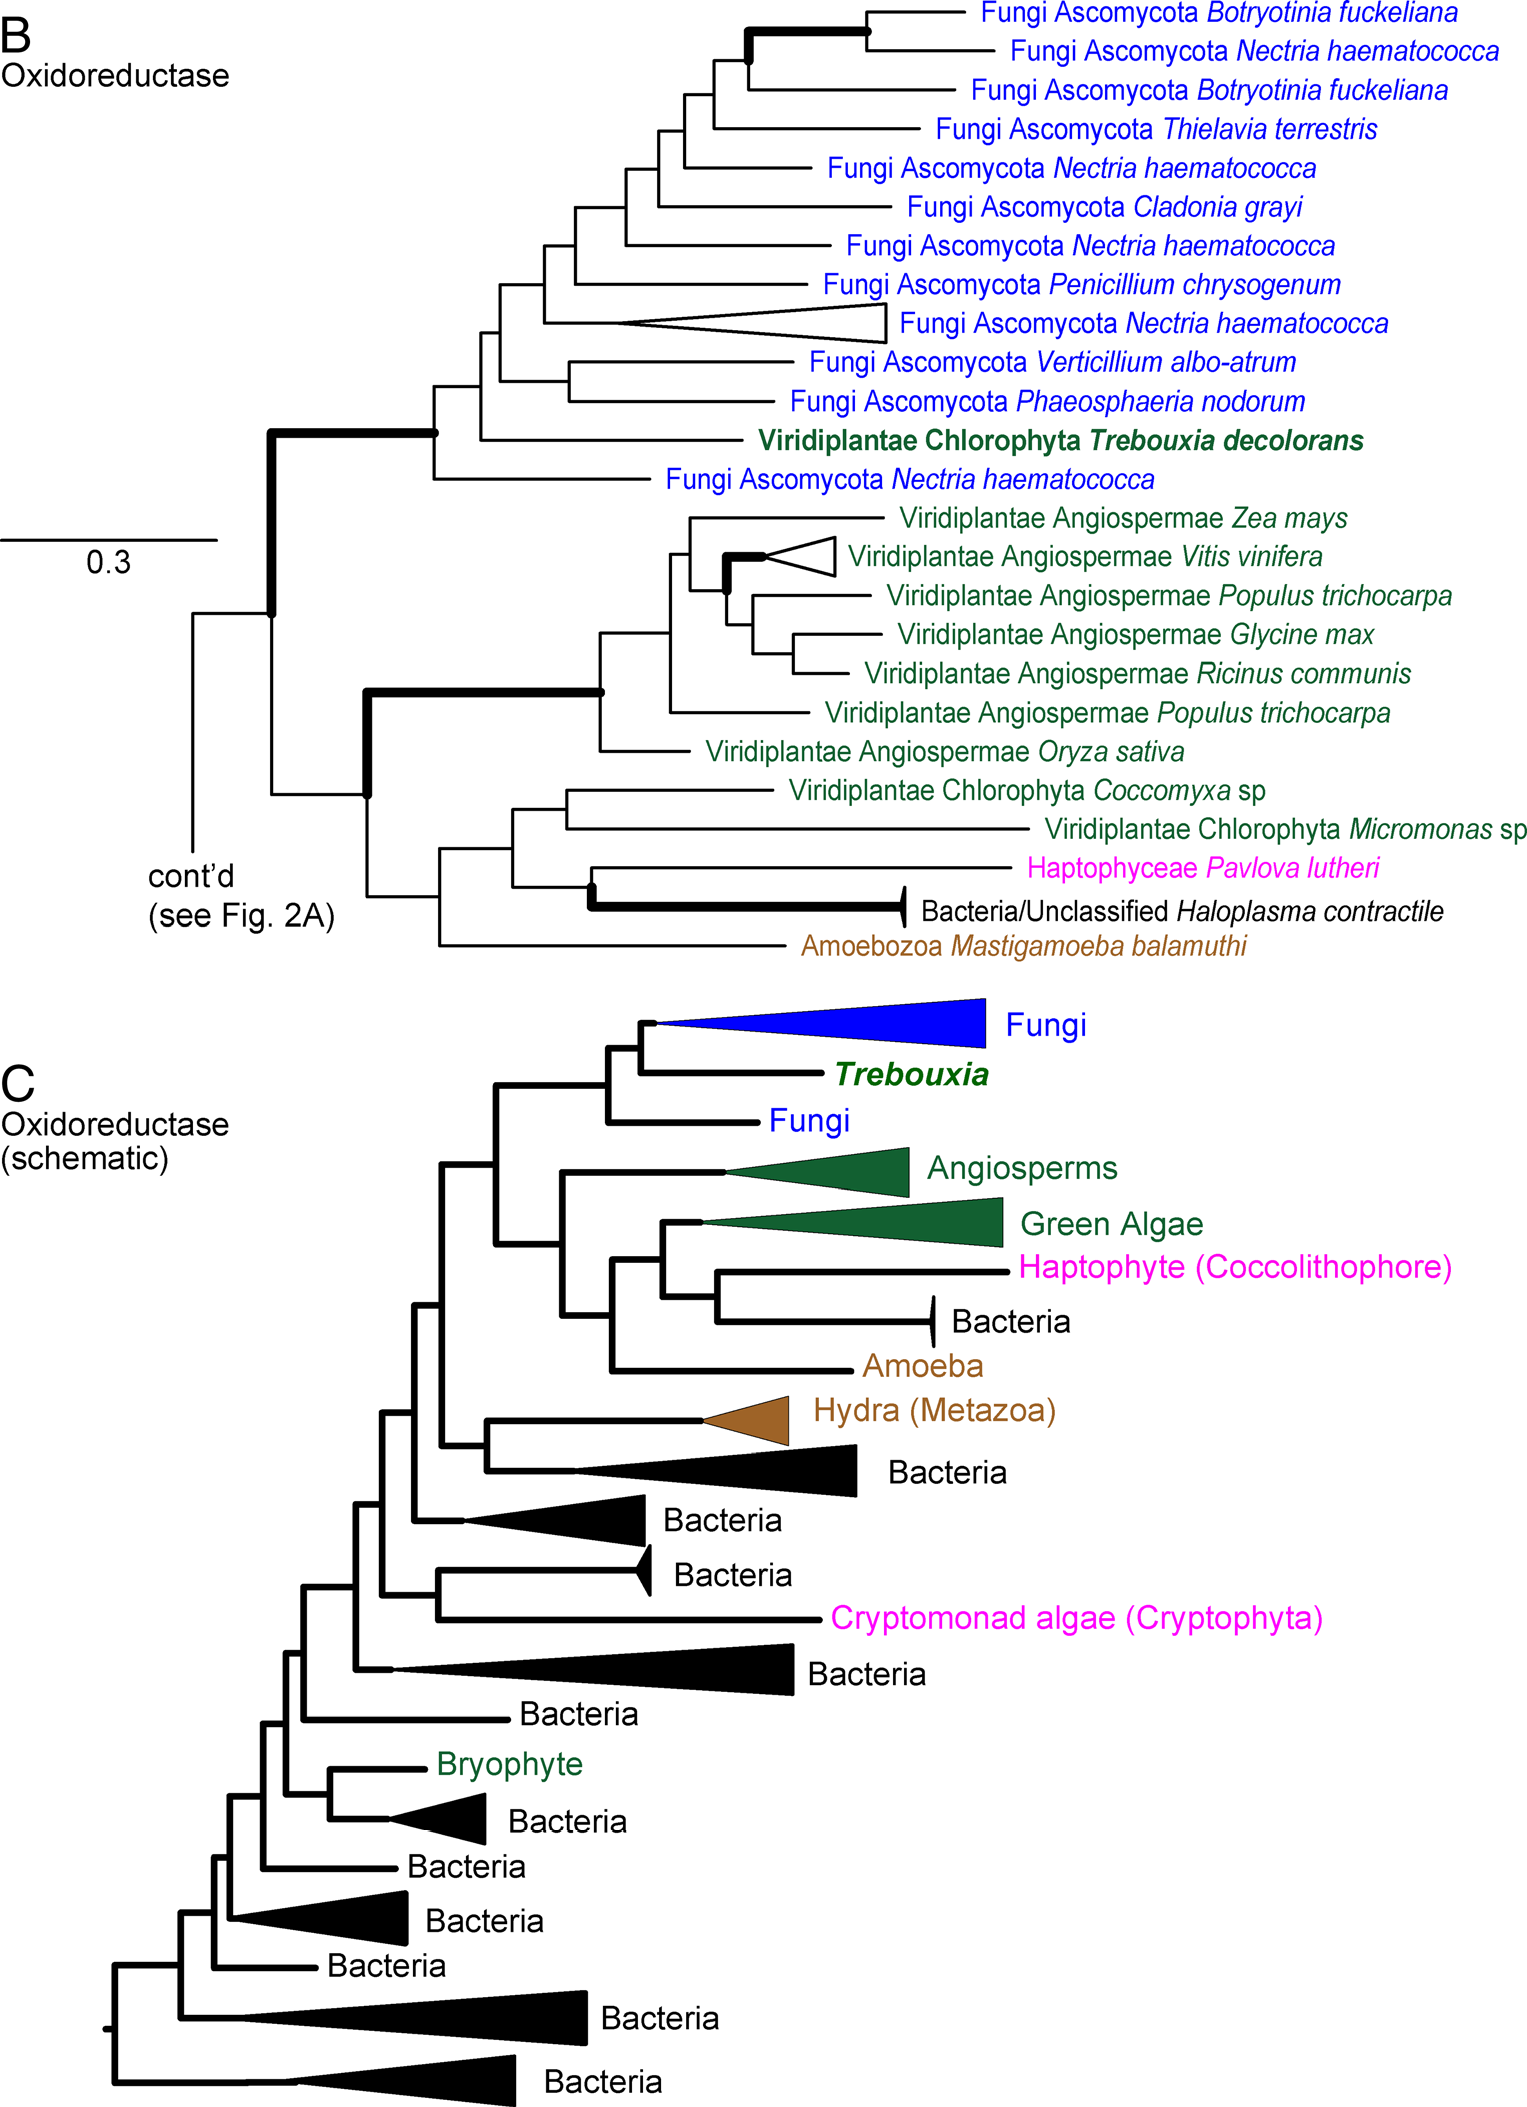 B
Oxidoreductase
Fungi Ascomycota Botryotinia fuckeliana
Fungi Ascomycota Nectria haematococca
Fungi Ascomycota Botryotinia fuckeliana
Fungi Ascomycota Thielavia terrestris
Fungi Ascomycota Nectria haematococca
Fungi Ascomycota Cladonia grayi
Fungi Ascomycota Nectria haematococca
Fungi Ascomycota Penicillium chrysogenum
Fungi Ascomycota Nectria haematococca
Fungi Ascomycota Verticillium albo-atrum
Fungi Ascomycota Phaeosphaeria nodorum
Viridiplantae Chlorophyta Trebouxia decolorans
Fungi Ascomycota Nectria haematococca
Viridiplantae Angiospermae Zea mays
0.3
Viridiplantae Angiospermae Vitis vinifera
Viridiplantae Angiospermae Populus trichocarpa
Viridiplantae Angiospermae Glycine max
Viridiplantae Angiospermae Ricinus communis
Viridiplantae Angiospermae Populus trichocarpa
Viridiplantae Angiospermae Oryza sativa
Viridiplantae Chlorophyta Coccomyxa sp
Viridiplantae Chlorophyta Micromonas sp
Haptophyceae Pavlova lutheri
Bacteria/Unclassified Haloplasma contractile
Amoebozoa Mastigamoeba balamuthi
cont'd
(see Fig. 2A)
C
Oxidoreductase
(schematic)
Fungi
Trebouxia
Fungi
Angiosperms
Green Algae
Haptophyte (Coccolithophore)
Bacteria
Amoeba
Hydra (Metazoa)
Bacteria
Bacteria
Bacteria
Cryptomonad algae (Cryptophyta)
Bacteria
Bacteria
Bryophyte
Bacteria
Bacteria
Bacteria
Bacteria
Bacteria
Bacteria